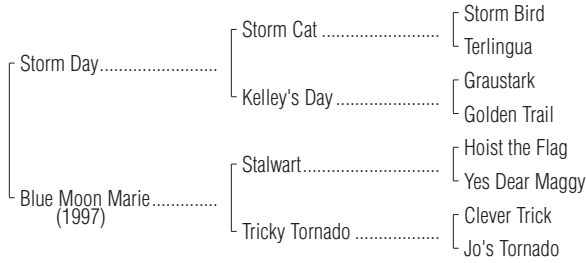 Storm Bird
Storm Cat ........................
Terlingua
Storm Day........................
Graustark
Kelley's Day .....................
Golden Trail
Hoist the Flag
Stalwart............................
Yes Dear Maggy
Blue Moon Marie.............
(1997)
Clever Trick
Tricky Tornado .................
Jo's Tornado